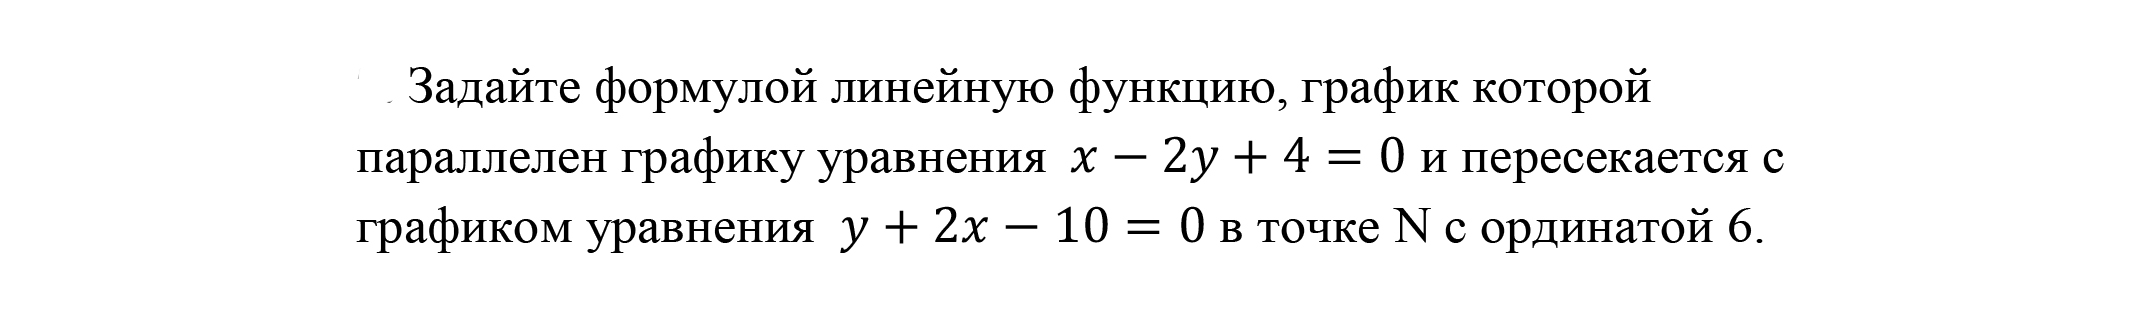 Задайте формулой линейную функцию, график которой
параллелен графику уравнения x − 2y + 4 = 0 и пересекается с
графиком уравнения y + 2x − 10 = 0 в точке N с ординатой 6.